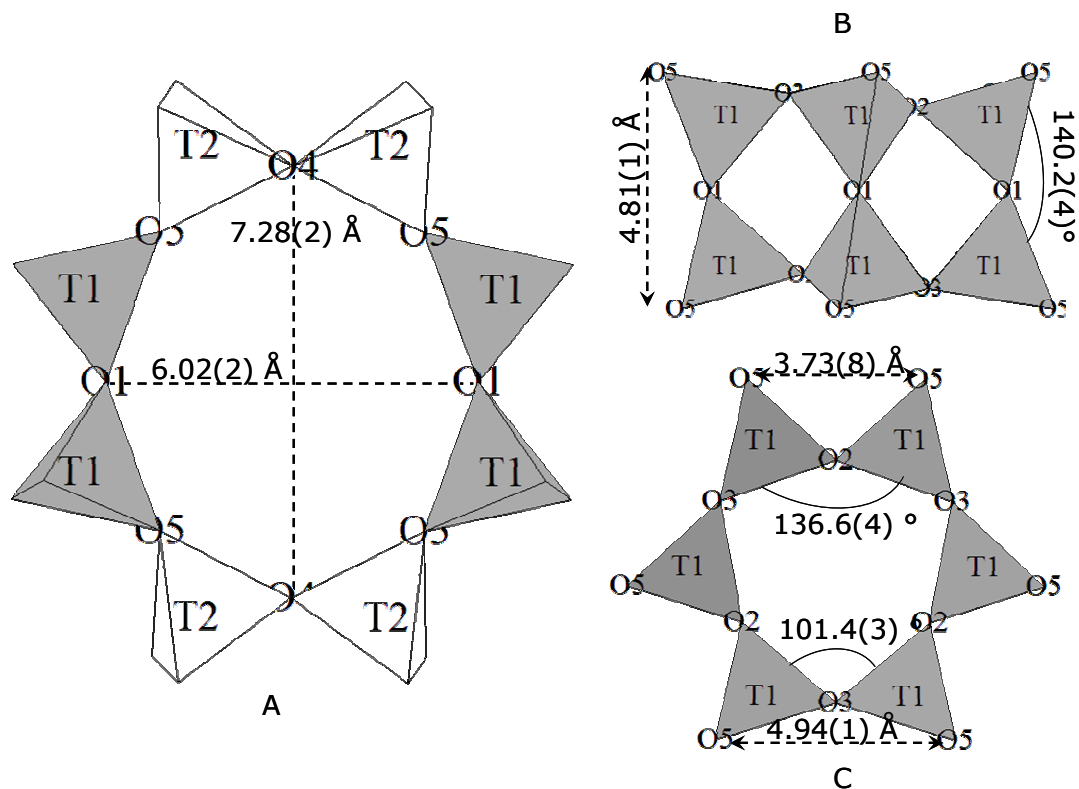 T2 T2
O4
7.28(2) Å
O5 O5
T1 T1
6.02(2) Å
O1 O1
T1 T1
O5 O5
O4
T2 T2
A
B
O5 O5 O5
O2
T1 T1 T1
4.81(1) Å
140.2(4)°
O1 O1 O1
T1 T1 T1
O3
O5 O5 O5
3.73(8) Å
O5 O5
T1 T1
O2
O3 O3
136.6(4) °
T1 T1
O5 O5
O2 O2
101.4(3) °
T1 T1
O3
4.94(1) Å
O5 O5
C